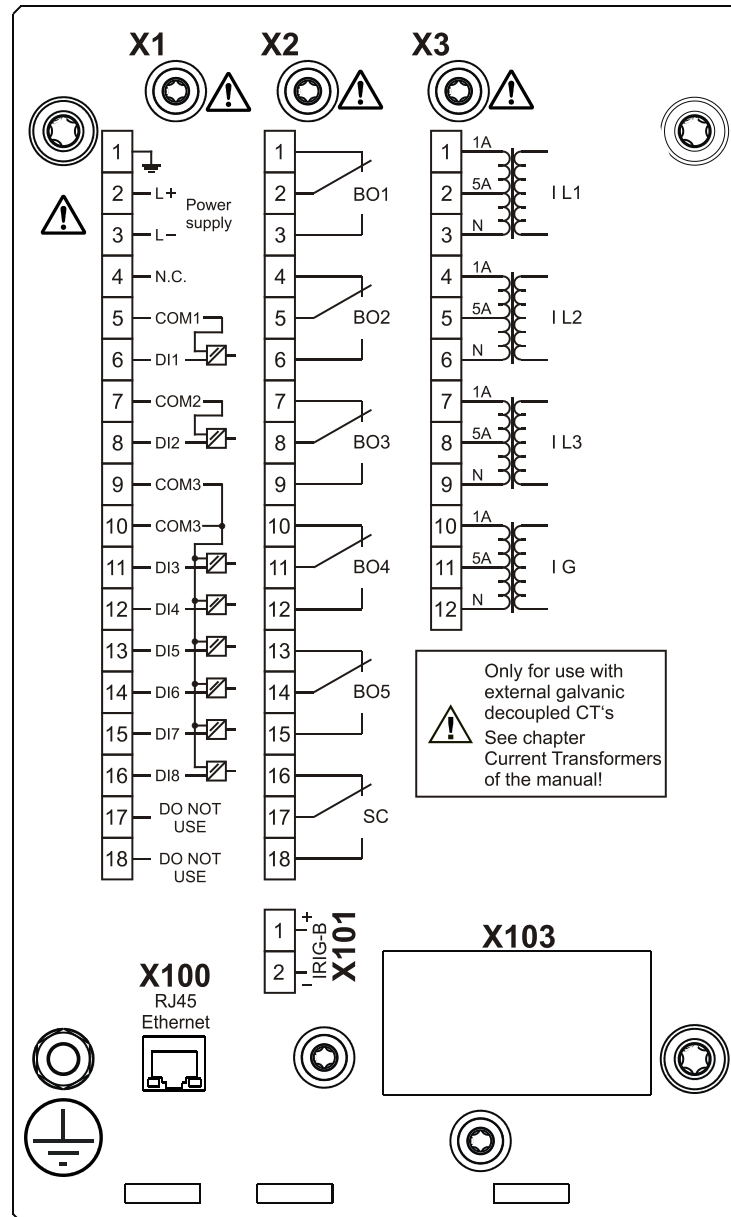 X1 X2 X3
1
2 L+
Power
supply
3 L−
4 N.C.
5 COM1
6 DI1
7 COM2
8 DI2
9 COM3
10 COM3
11 DI3
12 DI4
13 DI5
14 DI6
15 DI7
16 DI8
17 DO NOT
USE
18 DO NOT
USE
1
2 BO1
3
4
5 BO2
6
7
8 BO3
9
10
11 BO4
12
13
14 BO5
15
16
17 SC
18
1 1A
2 5A I L1
3 N
4 1A
5 5A I L2
6 N
7 1A
8 5A I L3
9 N
10 1A
11 5A I G
12 N
Only for use with
external galvanic
decoupled CT‘s
See chapter
Current Transformers
of the manual!
1 +
2 −
IRIG-B
X101
X103
X100
RJ45
Ethernet